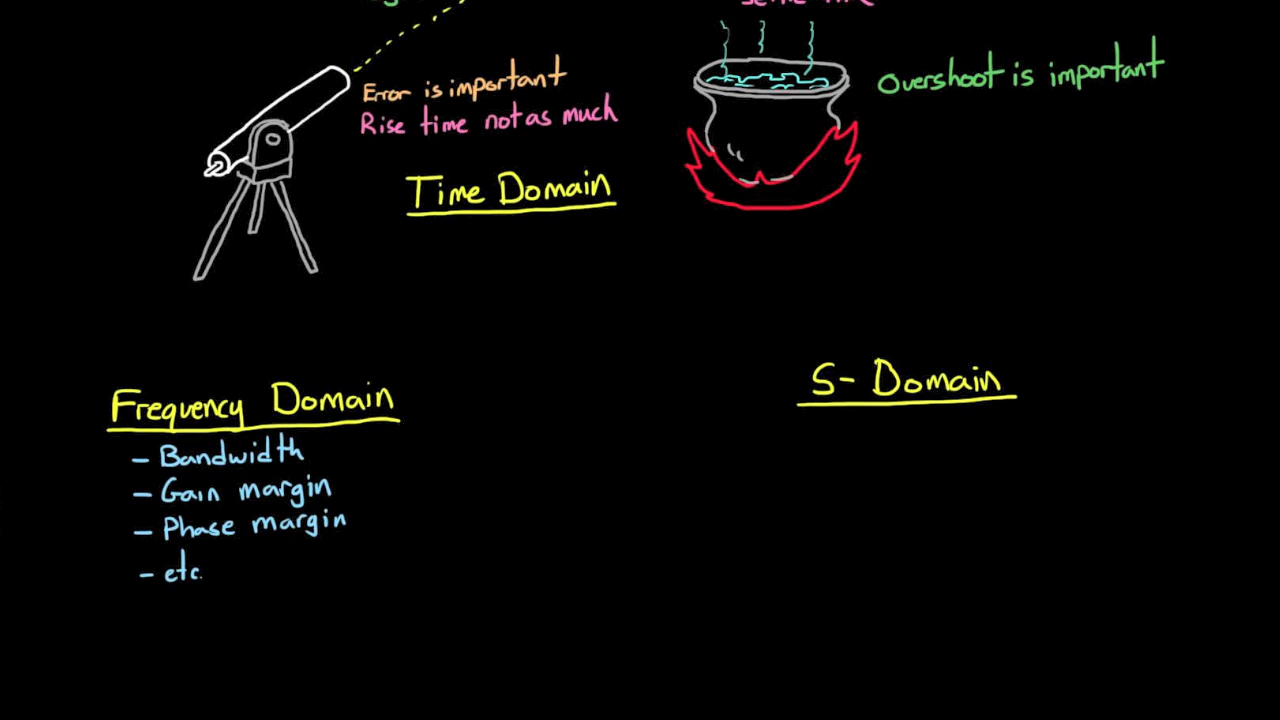 Error is important
Rise time not as much
Overshoot is important
Time Domain
Frequency Domain
- Bandwidth
- Gain margin
- Phase margin
- etc.
S- Domain